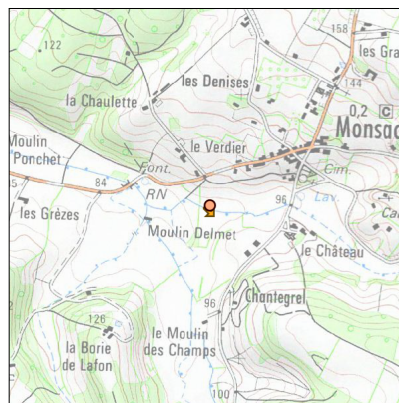 158
les Gra
122
les Denises
144
la Chaulette
0,2 C
Monsac
Moulin
Ponchet
le Verdier
Font.
Cim.
84
RN
96
Lav.
les Grèzes
Moulin Delmet
le Château
96
Chantegrel
126
la Borie
de Lafon
le Moulin
des Champs
100